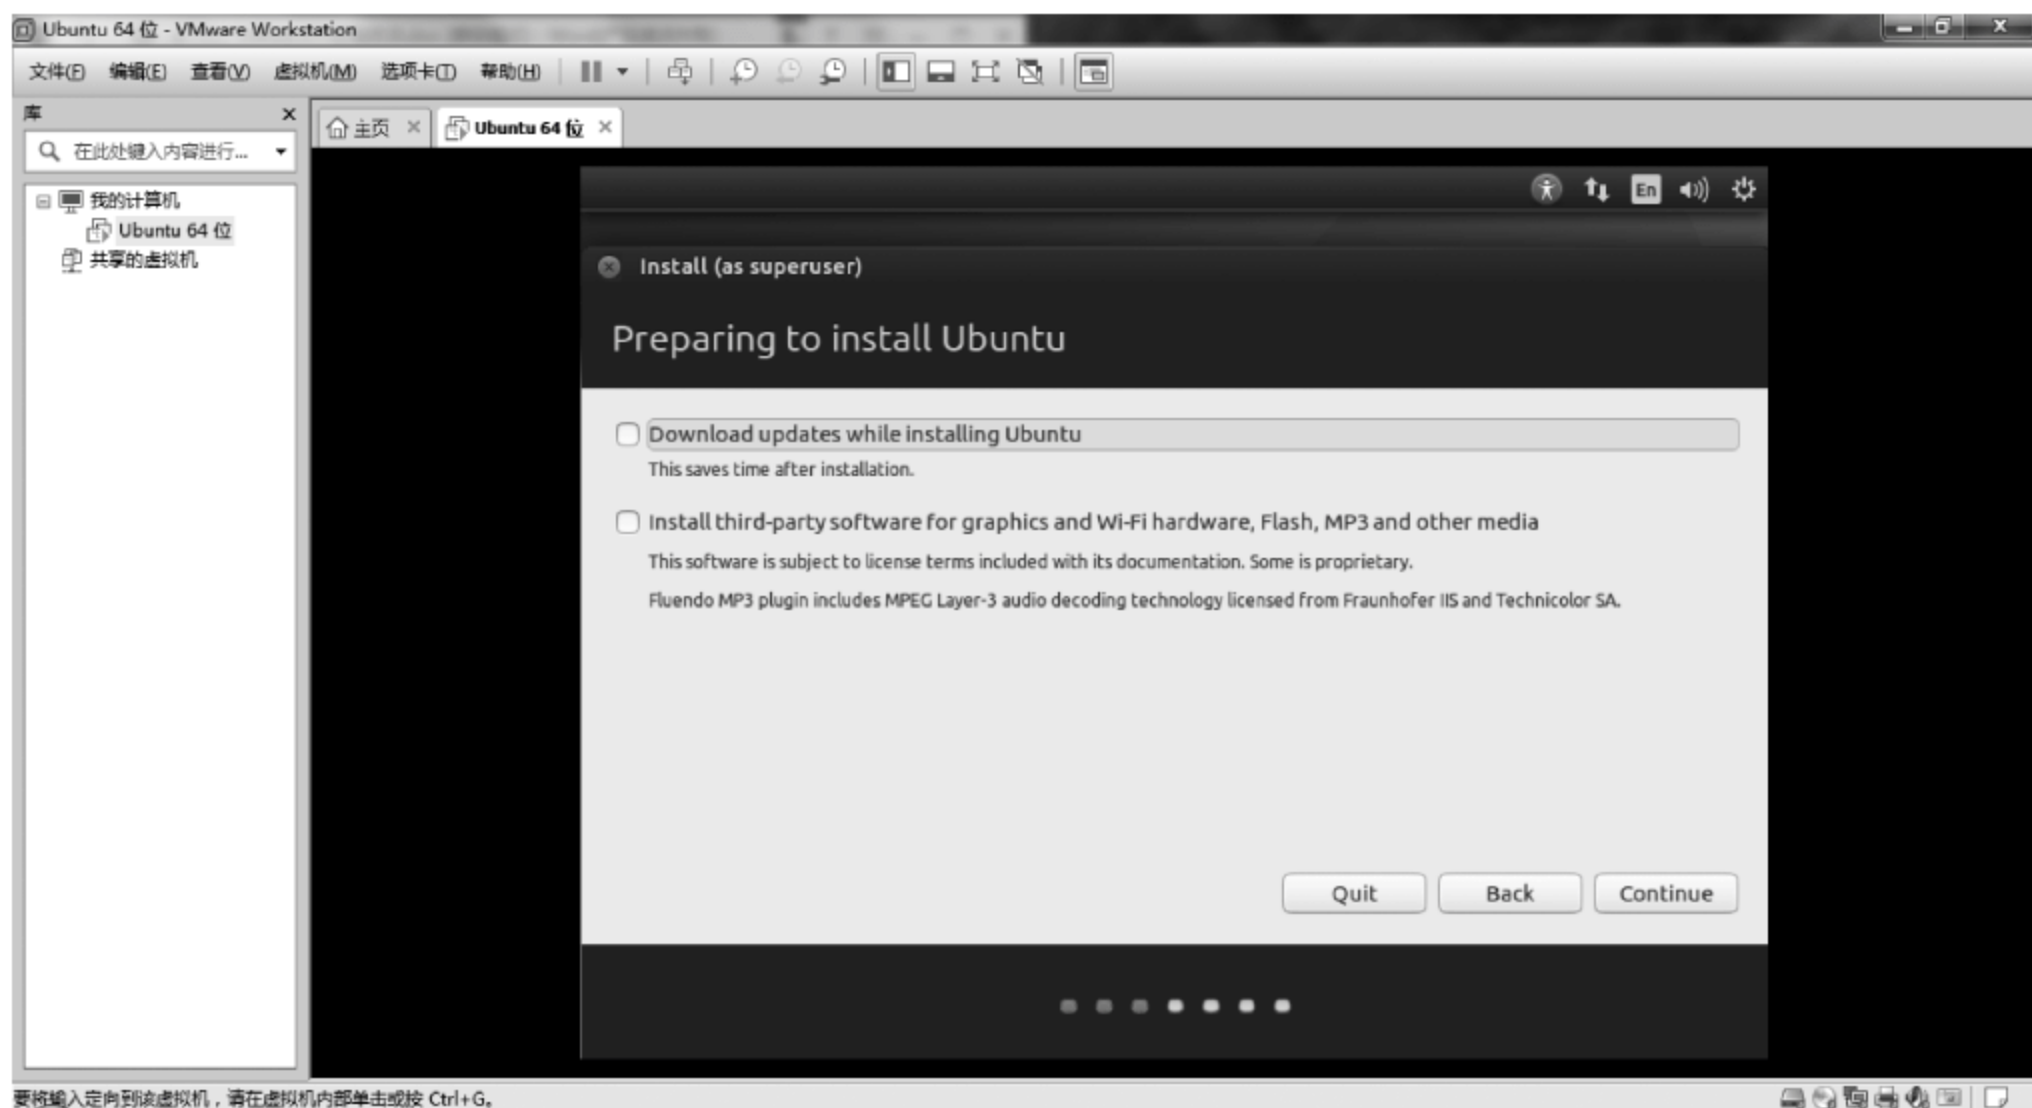 Ubuntu 64 位 - VMware Workstation
文件(F) 编辑(E) 查看(V) 虚拟机(M) 选项卡(T) 帮助(H)
库
主页 Ubuntu 64 位
在此处键入内容进行...
我的计算机
Ubuntu 64 位
共享的虚拟机
En
Install (as superuser)
Preparing to install Ubuntu
Download updates while installing Ubuntu
This saves time after installation.
Install third-party software for graphics and Wi-Fi hardware, Flash, MP3 and other media
This software is subject to license terms included with its documentation. Some is proprietary.
Fluendo MP3 plugin includes MPEG Layer-3 audio decoding technology licensed from Fraunhofer IIS and Technicolor SA.
Quit Back Continue
要将输入定向到该虚拟机，请在虚拟机内部单击或按 Ctrl+G。